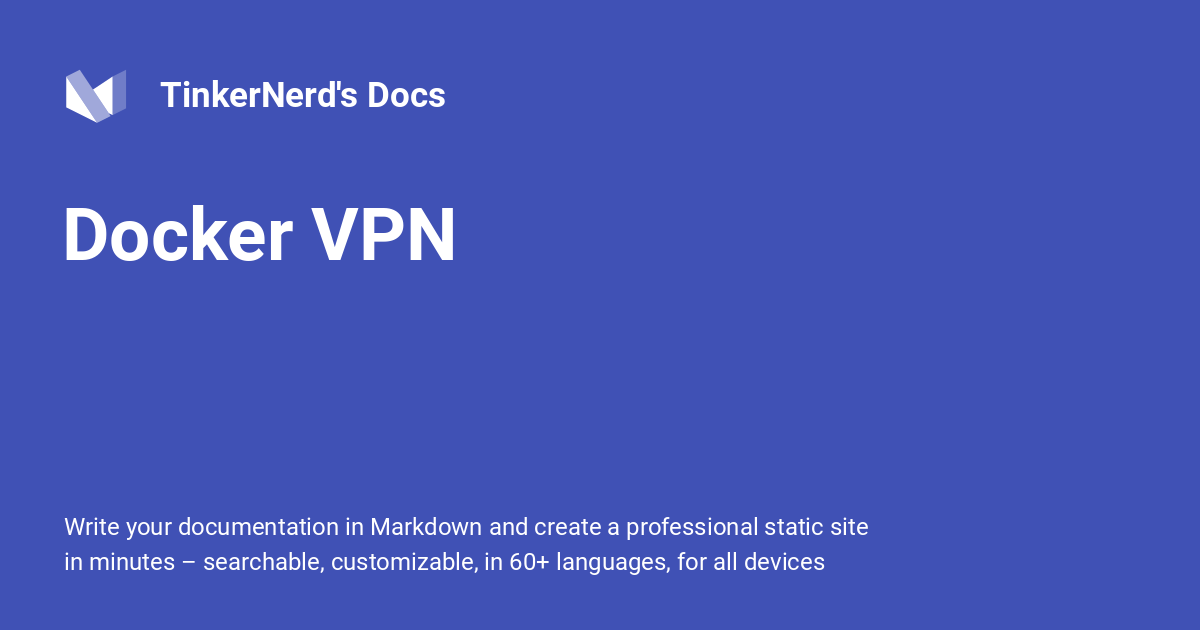 TinkerNerd's Docs
Docker VPN
Write your documentation in Markdown and create a professional static site
in minutes – searchable, customizable, in 60+ languages, for all devices